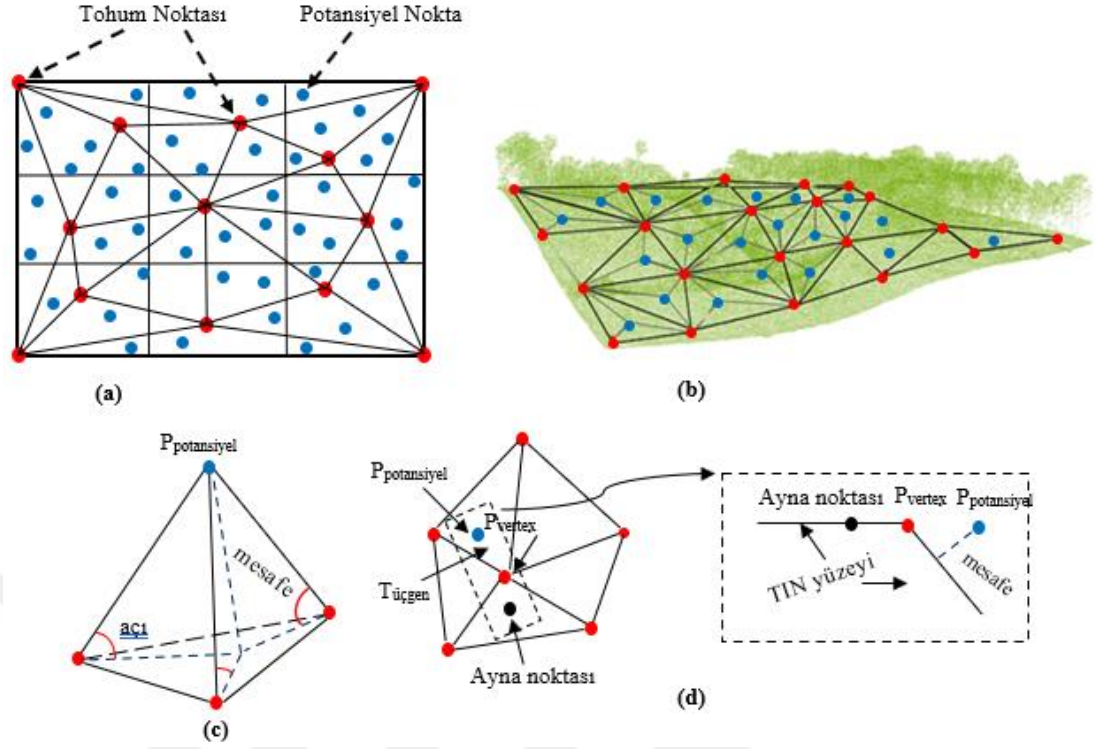 Tohum Noktası
Potansiyel Nokta
(a)
(b)
Ppotansiyel
mesafe
açı
(c)
Ppotansiyel
Pvertex
Tüçgen
Ayna noktası
(d)
Ayna noktası
Pvertex
Ppotansiyel
TIN yüzeyi
mesafe